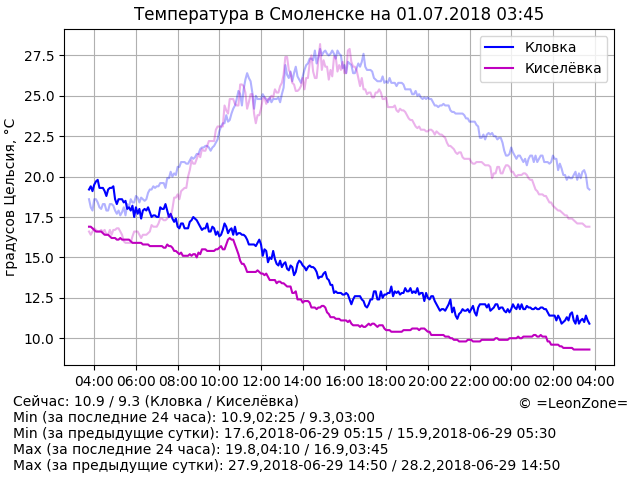 Температура в Смоленске на 01.07.2018 03:45
градусов Цельсия, °C
27.5
25.0
22.5
20.0
17.5
15.0
12.5
10.0
Кловка
Киселёвка
04:00 06:00 08:00 10:00 12:00 14:00 16:00 18:00 20:00 22:00 00:00 02:00 04:00
Сейчас: 10.9 / 9.3 (Кловка / Киселёвка)
© =LeonZone=
Min (за последние 24 часа): 10.9,02:25 / 9.3,03:00
Min (за предыдущие сутки): 17.6,2018-06-29 05:15 / 15.9,2018-06-29 05:30
Max (за последние 24 часа): 19.8,04:10 / 16.9,03:45
Max (за предыдущие сутки): 27.9,2018-06-29 14:50 / 28.2,2018-06-29 14:50